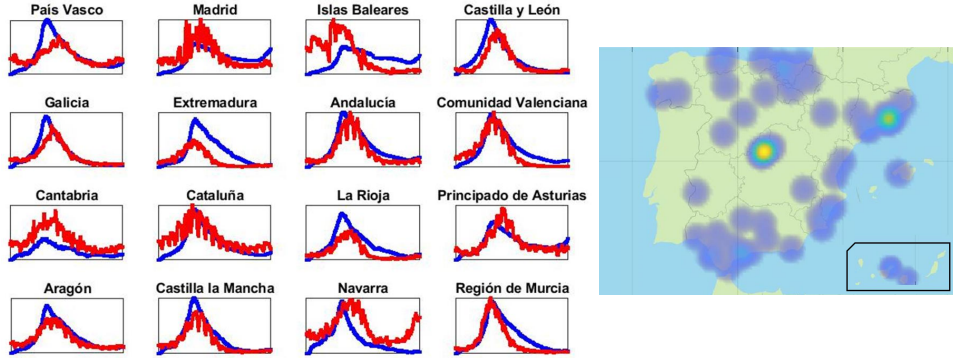 País Vasco
Madrid
Islas Baleares
Castilla y León
Galicia
Extremadura
Andalucía
Comunidad Valenciana
Cantabria
Cataluña
La Rioja
Principado de Asturias
Aragón
Castilla la Mancha
Navarra
Región de Murcia